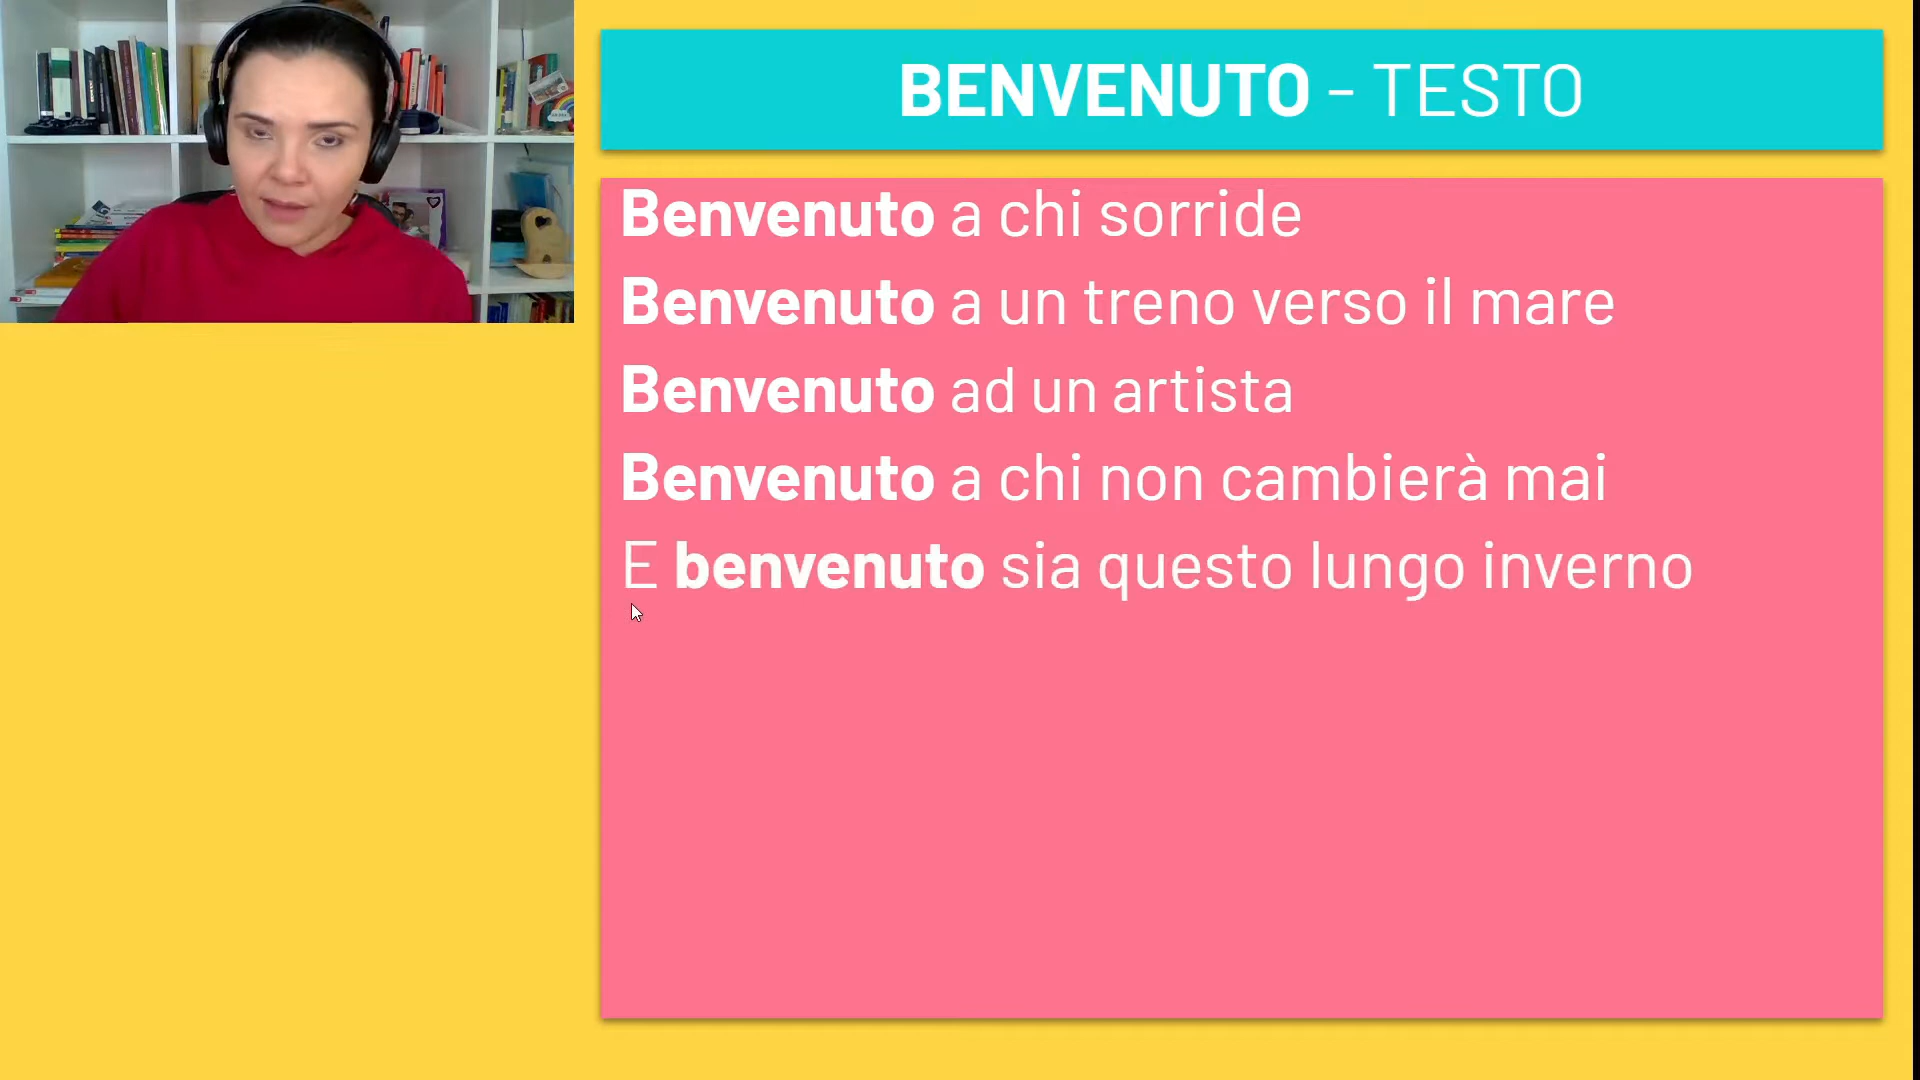 BENVENUTO - TESTO
Benvenuto a chi sorride
Benvenuto a un treno verso il mare
Benvenuto ad un artista
Benvenuto a chi non cambierà mai
E benvenuto sia questo lungo inverno